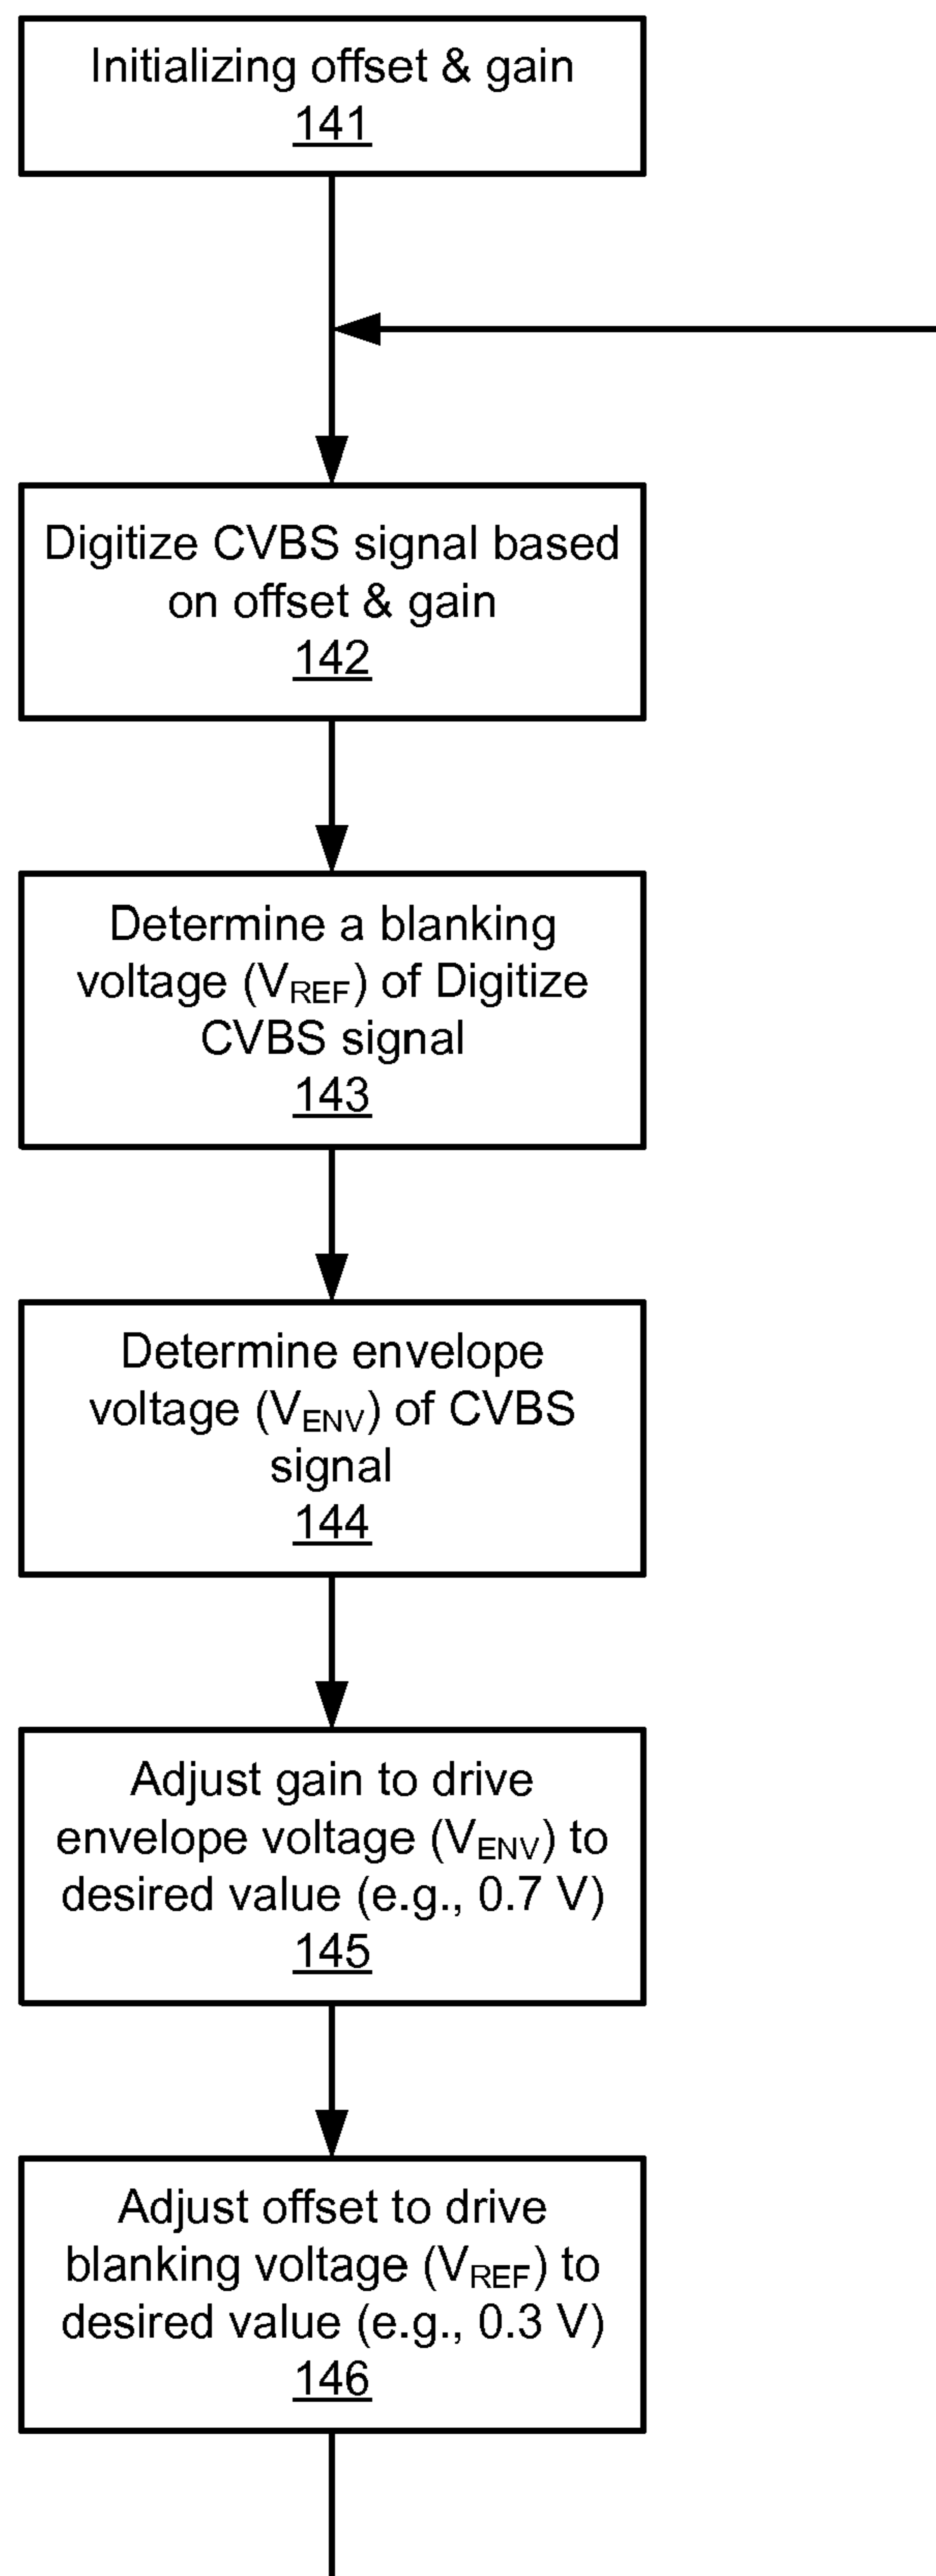 Initializing offset & gain
141
Digitize CVBS signal based
on offset & gain
142
Determine a blanking
voltage (VREF) of Digitize
CVBS signal
143
Determine envelope
voltage (VENV) of CVBS
signal
144
Adjust gain to drive
envelope voltage (VENV) to
desired value (e.g., 0.7 V)
145
Adjust offset to drive
blanking voltage (VREF) to
desired value (e.g., 0.3 V)
146